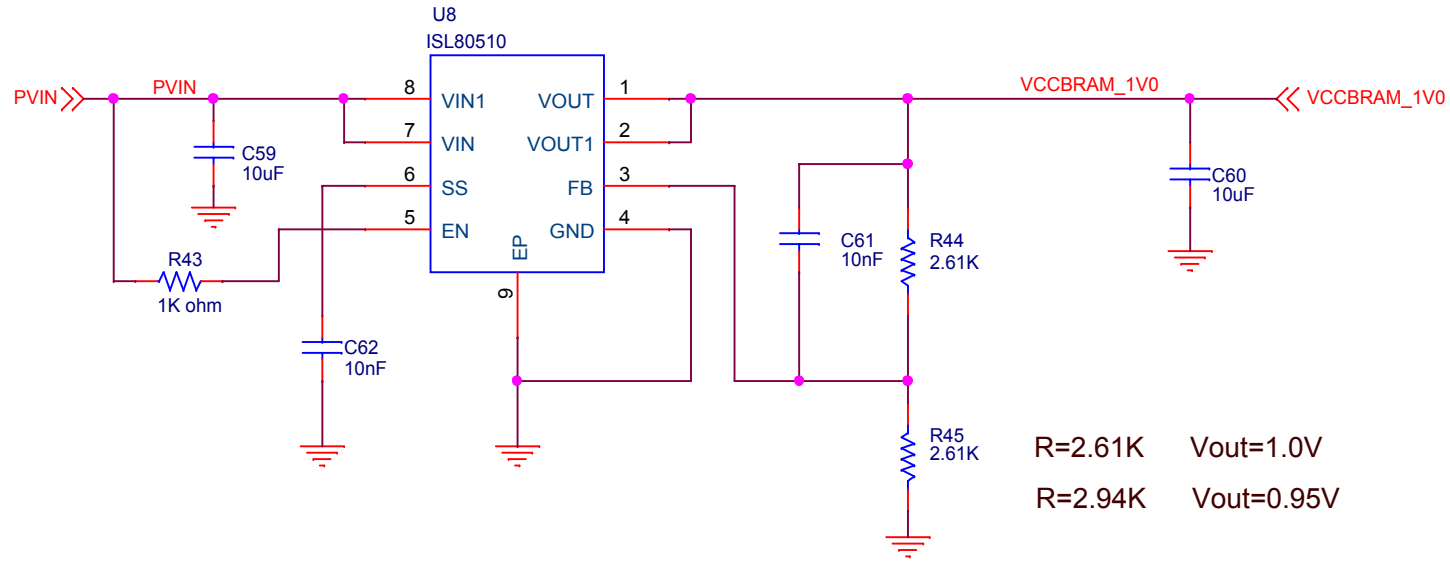 U8
ISL80510
PVIN
PVIN
8
VIN1
VOUT
1
VCCBRAM_1V0
VCCBRAM_1V0
7
VIN
VOUT1
2
C59
10uF
6
SS
FB
3
C60
10uF
5
EN
GND
4
EP
9
R43
1K ohm
C61
10nF
R44
2.61K
C62
10nF
R45
2.61K
R=2.61K Vout=1.0V
R=2.94K Vout=0.95V